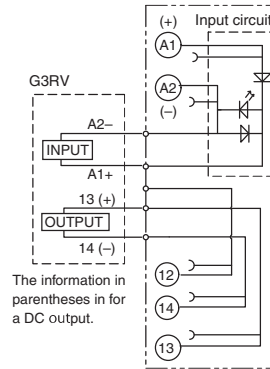 (+)
Input circuit
A1
G3RV
A2
(–)
A2–
INPUT
A1+
13 (+)
OUTPUT
14 (–)
12
14
13
The information in
parentheses in for
a DC output.